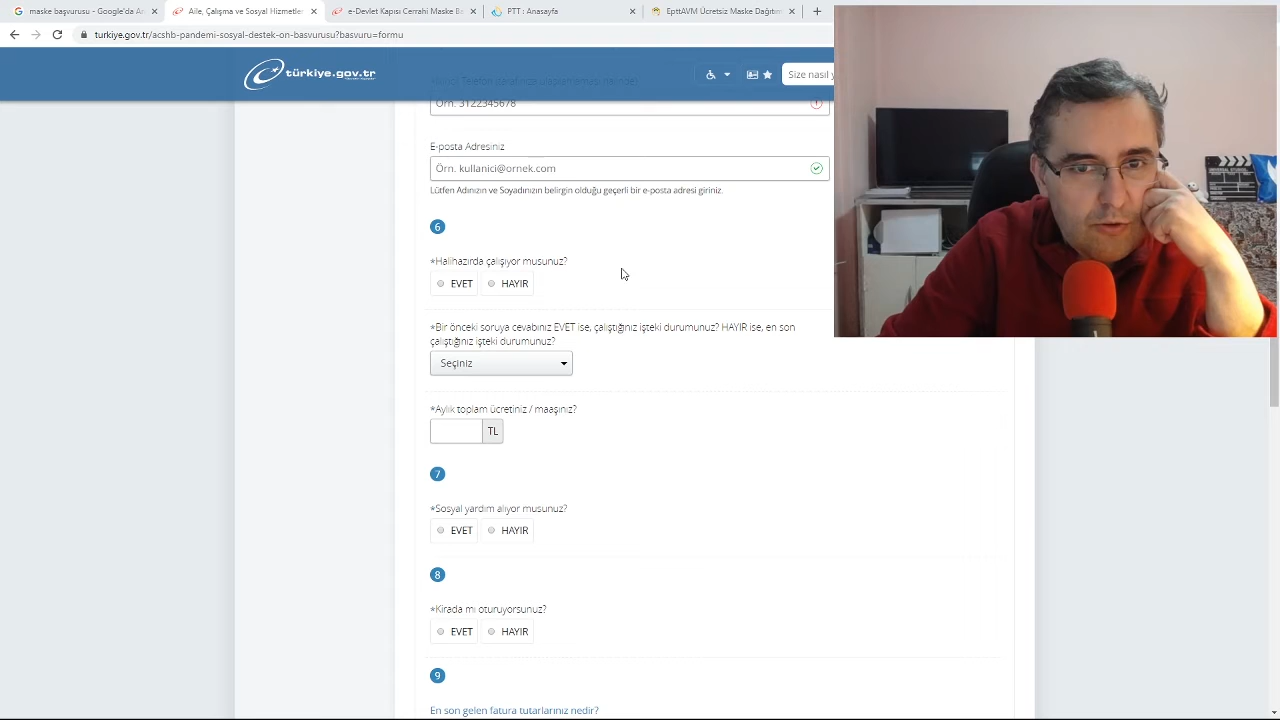 maske başvurusu - Google'da Ar
Aile, Çalışma ve Sosyal Hizmetler
e-Devlet Kapısı Cerrahi Maske Ba
PTT : Anasayfa
EpttAVM Ücretsiz Maske Dağıtım
turkiye.gov.tr/acshb-pandemi-sosyal-destek-on-basvurusu?basvuru=formu
türkiye.gov.tr
Size nasıl y
Örn. 3122345678
E-posta Adresiniz
Örn. kullanici@ornek.com
Lütfen Adınızın ve Soyadınızın belirgin olduğu geçerli bir e-posta adresi giriniz.
6
*Halihazırda çalışıyor musunuz?
EVET HAYIR
*Bir önceki soruya cevabınız EVET ise, çalıştığınız işteki durumunuz? HAYIR ise, en son
çalıştığınız işteki durumunuz?
Seçiniz
*Aylık toplam ücretiniz / maaşınız?
TL
7
*Sosyal yardım alıyor musunuz?
EVET HAYIR
8
*Kirada mı oturuyorsunuz?
EVET HAYIR
9
En son gelen fatura tutarlarınız nedir?